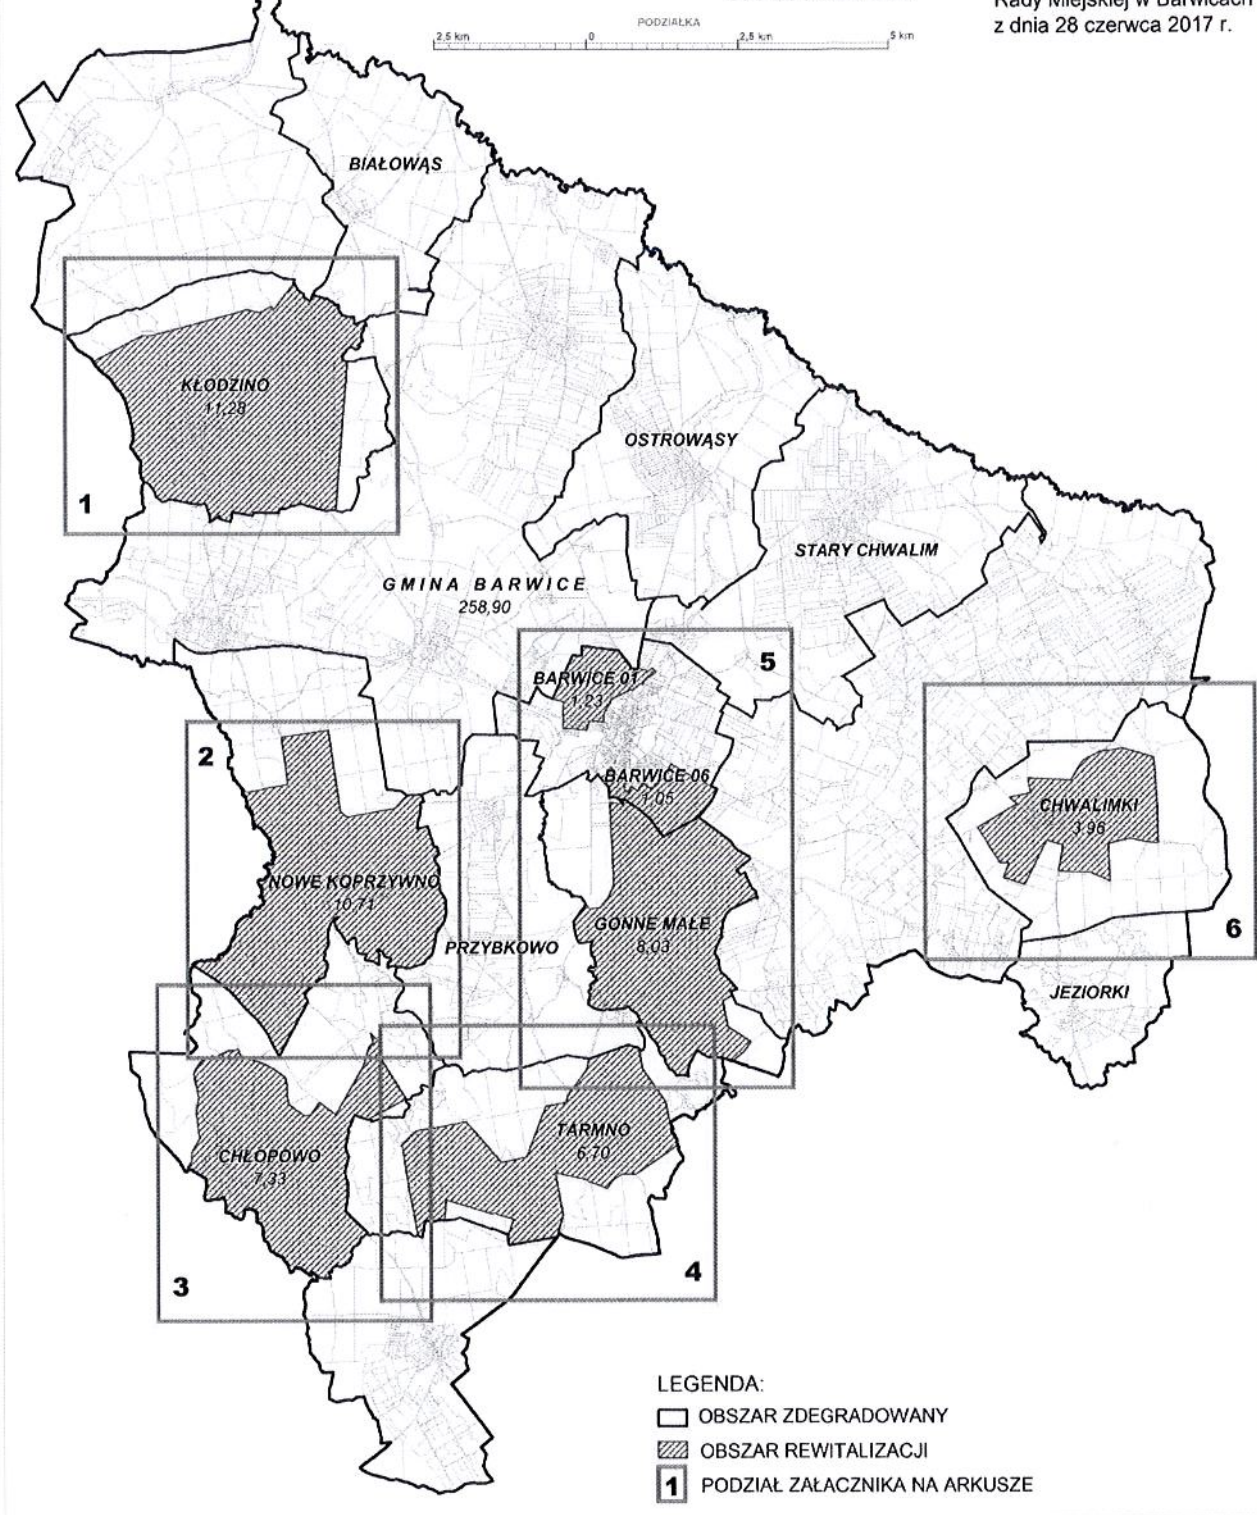 Rady Miejskiej w Barwicach
z dnia 28 czerwca 2017 r.
PODZIAŁKA
2,5 km 0 2,5 km 5 km
BIAŁOWĄS
KŁODZINO
11,28
1
OSTROWĄSY
STARY CHWALIM
GMINA BARWICE
258,90
BARWICE 01
1,23
5
2
BARWICE 06
1,05
CHWALIMKI
3,98
NOWE KOPRZYWNO
10,71
GONNE MAŁE
8,03
6
PRZYBKOWO
JEZIORKI
TARMNO
6,70
CHŁOPOWO
7,33
3
4
LEGENDA:
OBSZAR ZDEGRADOWANY
OBSZAR REWITALIZACJI
1 PODZIAŁ ZAŁACZNIKA NA ARKUSZE